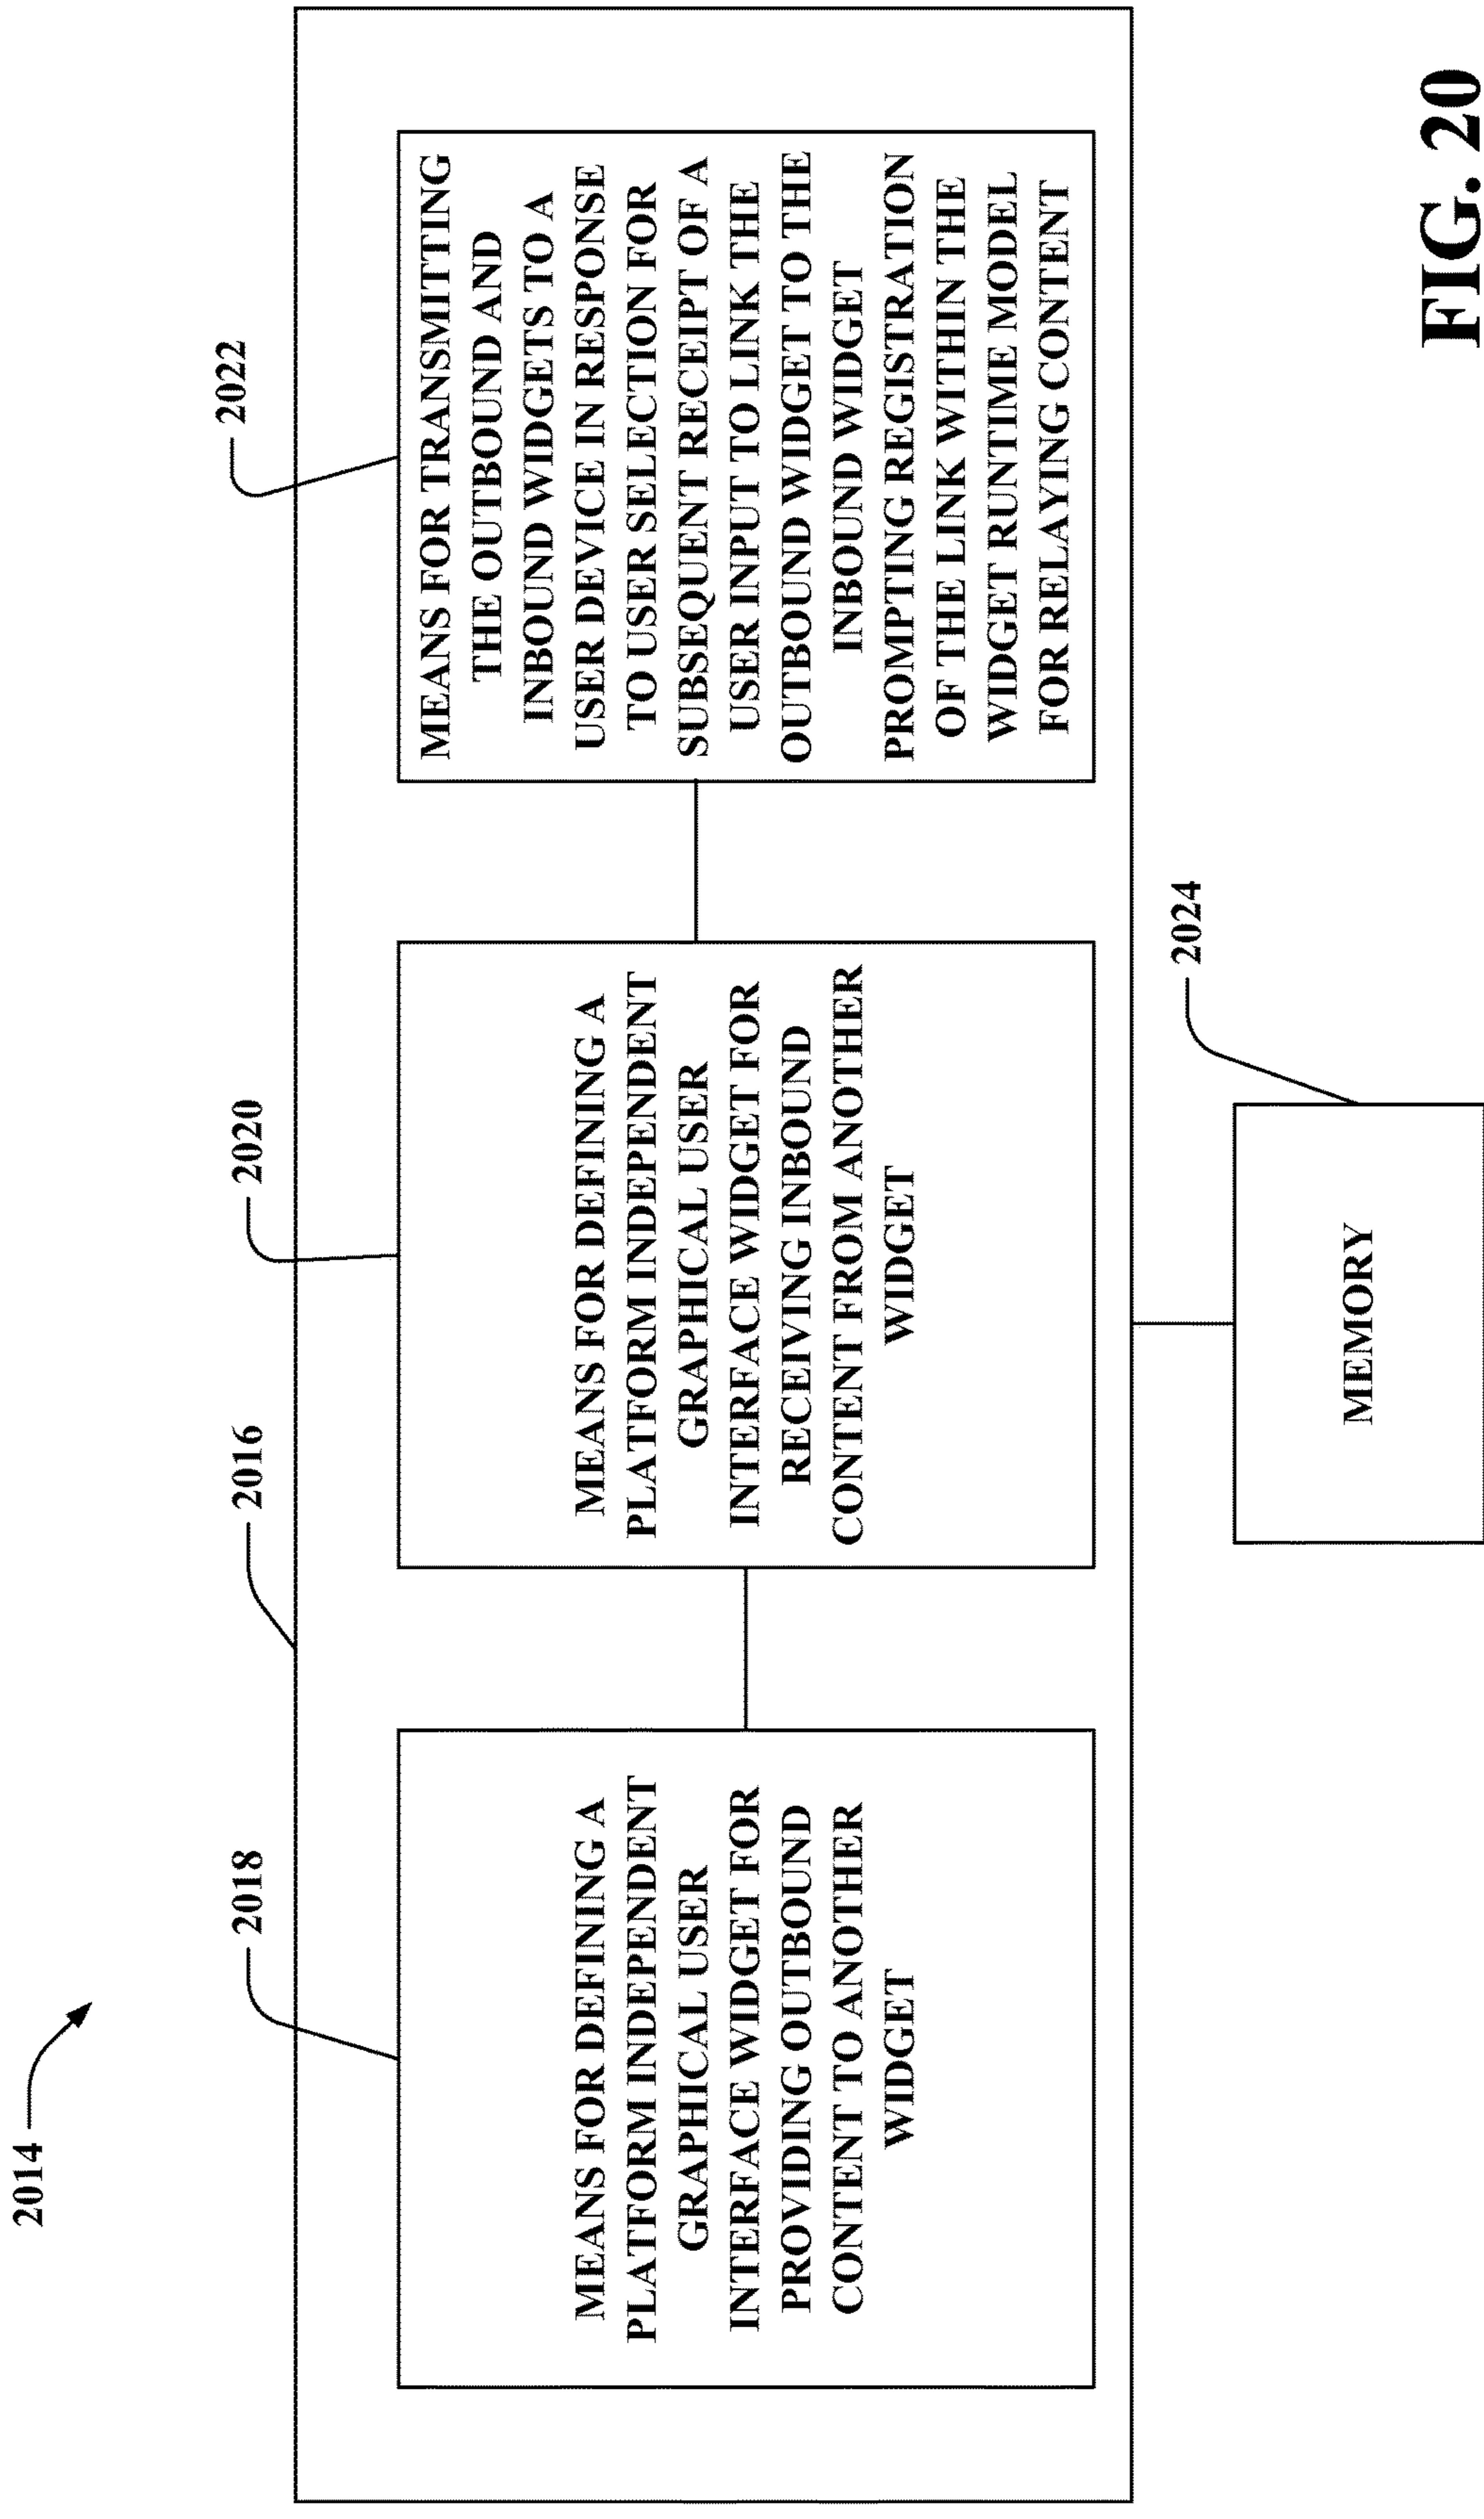 2014
2016
2018
MEANS FOR DEFINING A
PLATFORM INDEPENDENT
GRAPHICAL USER
INTERFACE WIDGET FOR
PROVIDING OUTBOUND
CONTENT TO ANOTHER
WIDGET
2020
MEANS FOR DEFINING A
PLATFORM INDEPENDENT
GRAPHICAL USER
INTERFACE WIDGET FOR
RECEIVING INBOUND
CONTENT FROM ANOTHER
WIDGET
2022
MEANS FOR TRANSMITTING
THE OUTBOUND AND
INBOUND WIDGETS TO A
USER DEVICE IN RESPONSE
TO USER SELECTION FOR
SUBSEQUENT RECEIPT OF A
USER INPUT TO LINK THE
OUTBOUND WIDGET TO THE
INBOUND WIDGET
PROMPTING REGISTRATION
OF THE LINK WITHIN THE
WIDGET RUNTIME MODEL
FOR RELAYING CONTENT
2024
MEMORY
FIG. 20